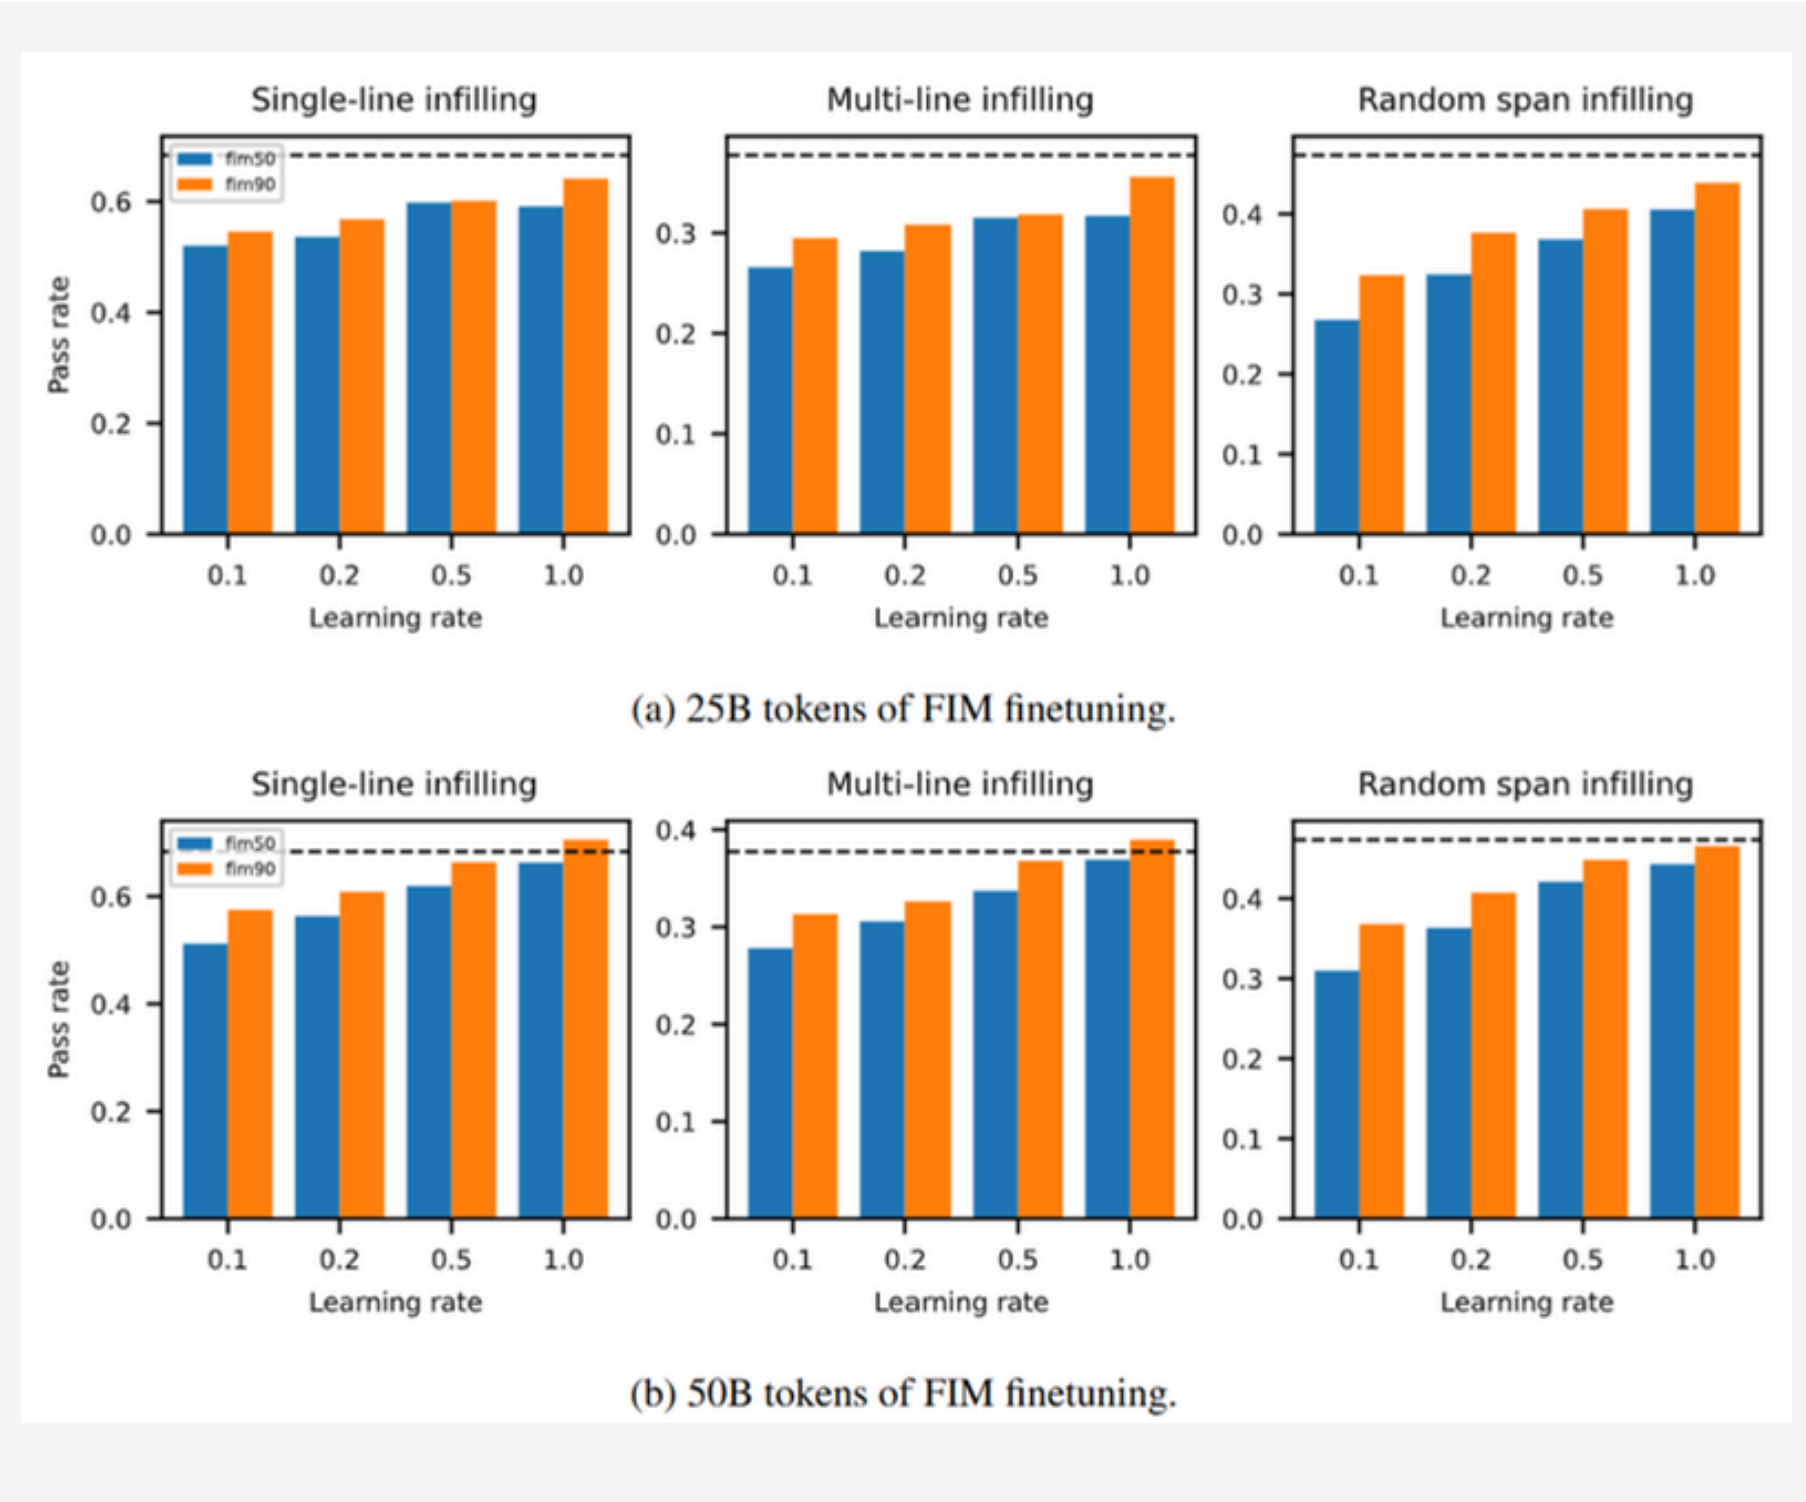 Single-line infilling
Multi-line infilling
Random span infilling
fim50
fim90
Pass rate
0.6
0.4
0.2
0.0
0.1
0.2
0.5
1.0
Learning rate
0.3
0.2
0.1
0.0
0.1
0.2
0.5
1.0
Learning rate
0.4
0.3
0.2
0.1
0.0
0.1
0.2
0.5
1.0
Learning rate
(a) 25B tokens of FIM finetuning.
Single-line infilling
Multi-line infilling
Random span infilling
fim50
fim90
Pass rate
0.6
0.4
0.2
0.0
0.1
0.2
0.5
1.0
Learning rate
0.4
0.3
0.2
0.1
0.0
0.1
0.2
0.5
1.0
Learning rate
0.4
0.3
0.2
0.1
0.0
0.1
0.2
0.5
1.0
Learning rate
(b) 50B tokens of FIM finetuning.